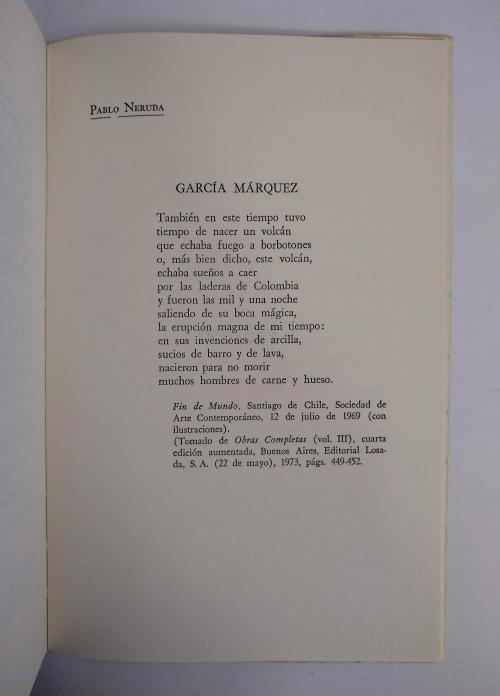 PABLO NERUDA
GARCÍA MÁRQUEZ
También en este tiempo tuvo
tiempo de nacer un volcán
que echaba fuego a borbotones
o, más bien dicho, este volcán,
echaba sueños a caer
por las laderas de Colombia
y fueron las mil y una noche
saliendo de su boca mágica,
la erupción magna de mi tiempo:
en sus invenciones de arcilla,
sucios de barro y de lava,
nacieron para no morir
muchos hombres de carne y hueso.
Fin de Mundo, Santiago de Chile, Sociedad de
Arte Contemporáneo, 12 de julio de 1969 (con
ilustraciones).
(Tomado de Obras Completas (vol. III), cuarta
edición aumentada, Buenos Aires, Editorial Losa-
da, S. A. (22 de mayo), 1973, págs. 449-452.